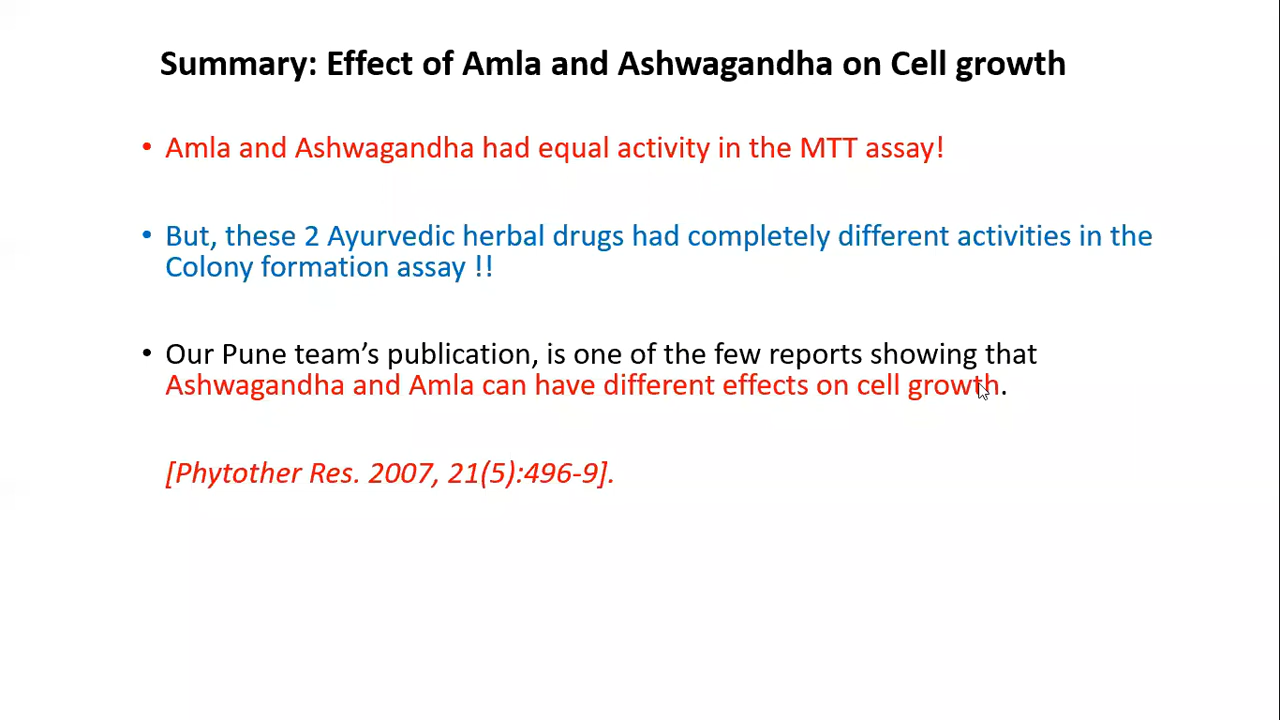 Summary: Effect of Amla and Ashwagandha on Cell growth
• Amla and Ashwagandha had equal activity in the MTT assay!
• But, these 2 Ayurvedic herbal drugs had completely different activities in the
Colony formation assay !!
• Our Pune team’s publication, is one of the few reports showing that
Ashwagandha and Amla can have different effects on cell growth.
[Phytother Res. 2007, 21(5):496-9].